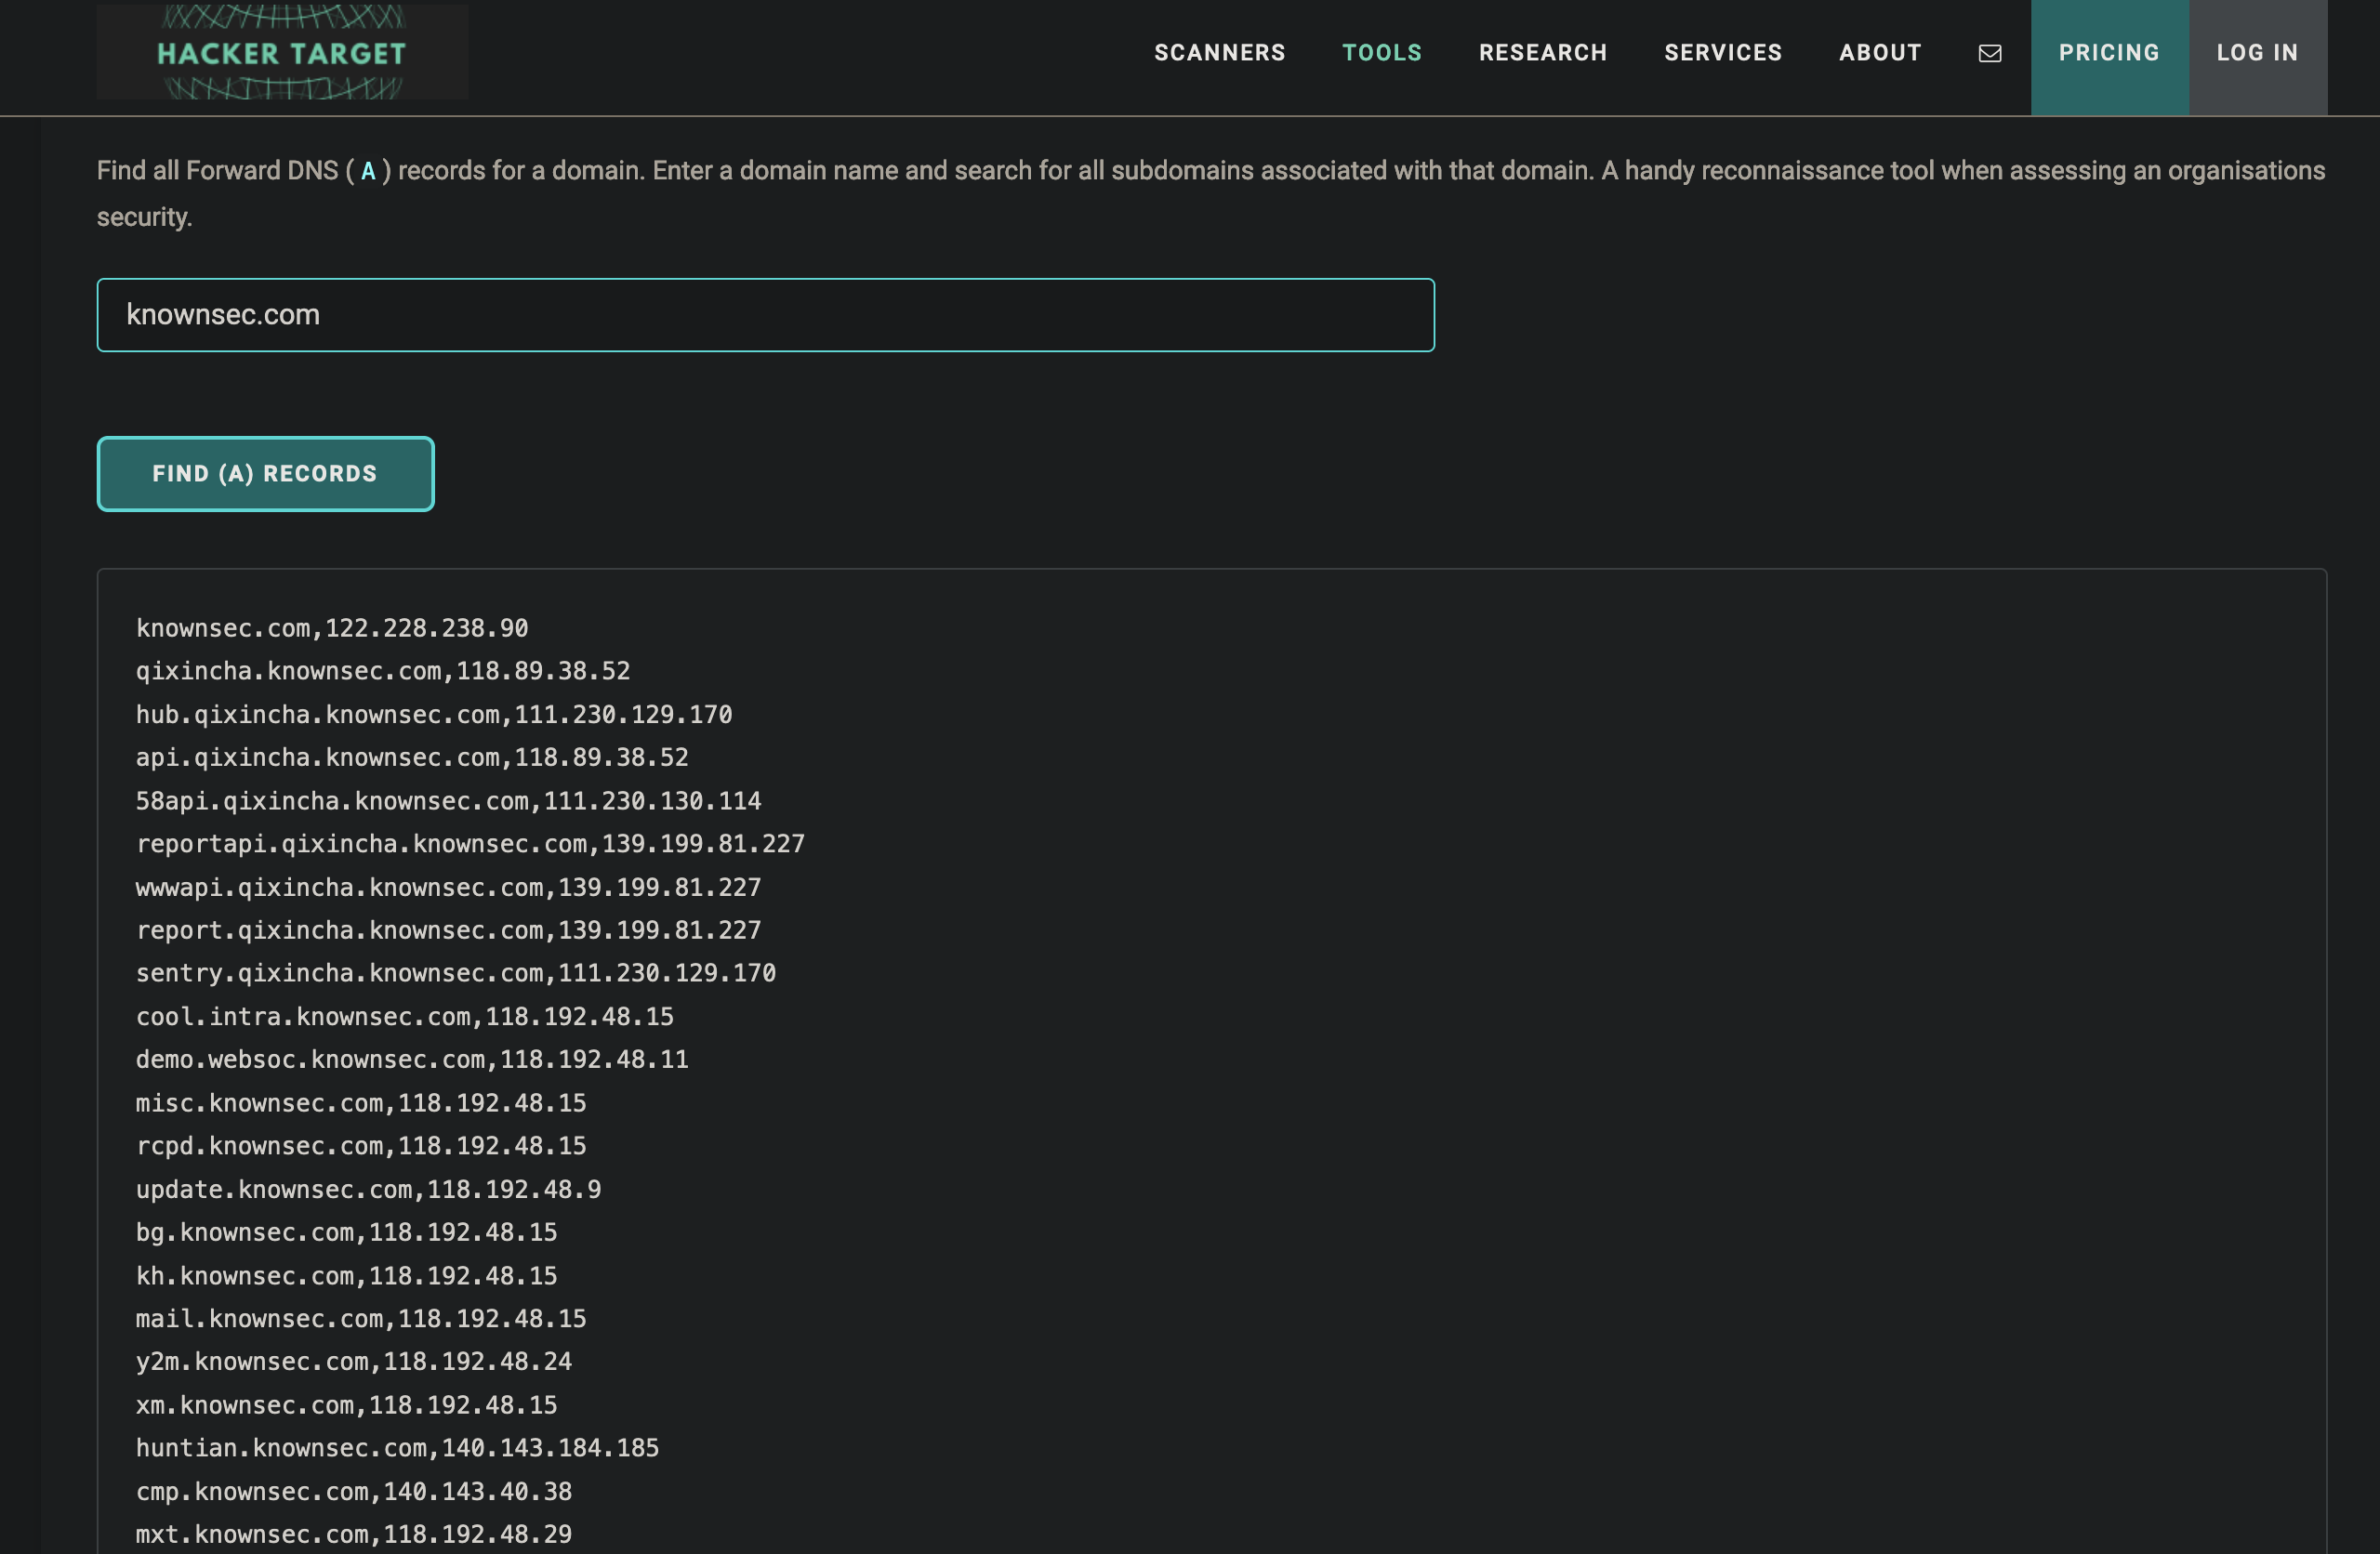 HACKER TARGET
SCANNERS TOOLS RESEARCH SERVICES ABOUT PRICING LOG IN
Find all Forward DNS ( A ) records for a domain. Enter a domain name and search for all subdomains associated with that domain. A handy reconnaissance tool when assessing an organisations
security.
knownsec.com
FIND (A) RECORDS
knownsec.com,122.228.238.90
qixincha.knownsec.com,118.89.38.52
hub.qixincha.knownsec.com,111.230.129.170
api.qixincha.knownsec.com,118.89.38.52
58api.qixincha.knownsec.com,111.230.130.114
reportapi.qixincha.knownsec.com,139.199.81.227
wwwapi.qixincha.knownsec.com,139.199.81.227
report.qixincha.knownsec.com,139.199.81.227
sentry.qixincha.knownsec.com,111.230.129.170
cool.intra.knownsec.com,118.192.48.15
demo.websoc.knownsec.com,118.192.48.11
misc.knownsec.com,118.192.48.15
rcpd.knownsec.com,118.192.48.15
update.knownsec.com,118.192.48.9
bg.knownsec.com,118.192.48.15
kh.knownsec.com,118.192.48.15
mail.knownsec.com,118.192.48.15
y2m.knownsec.com,118.192.48.24
xm.knownsec.com,118.192.48.15
huntian.knownsec.com,140.143.184.185
cmp.knownsec.com,140.143.40.38
mxt.knownsec.com,118.192.48.29